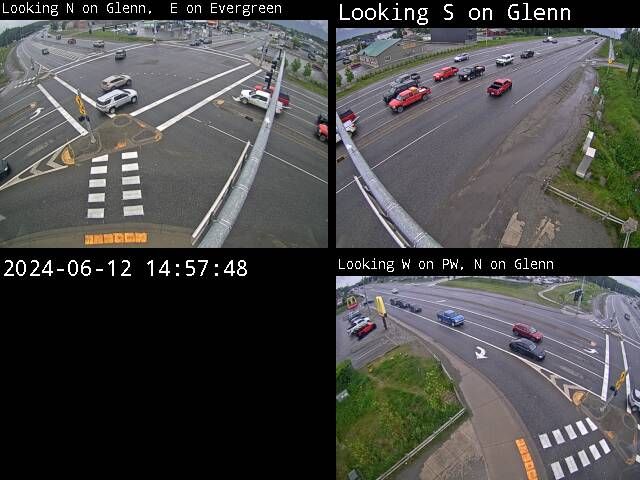 Looking N on Glenn,  E on Evergreen
Looking S on Glenn
2024-06-12 14:57:48
Looking W on PW, N on Glenn